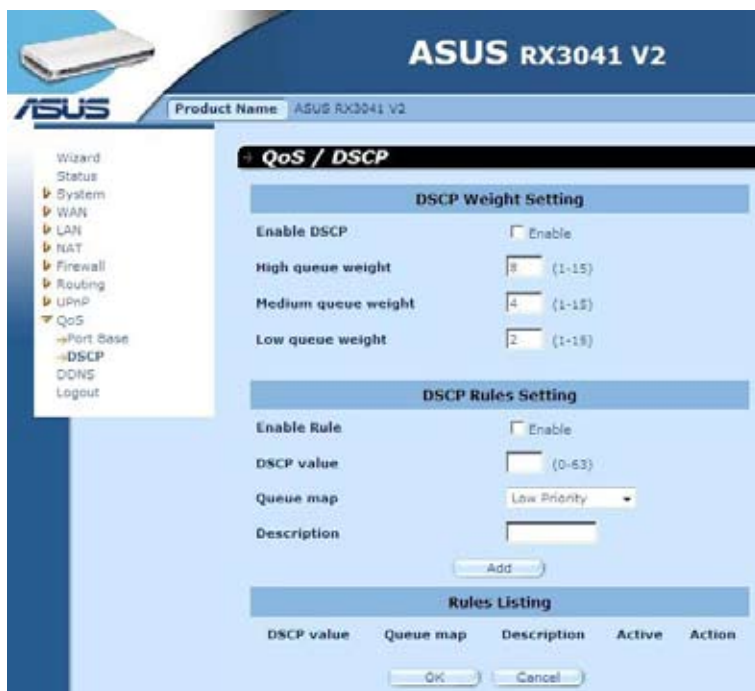 ASUS RX3041 V2
ASUS
Product Name ASUS RX3041 V2
Wizard
Status
System
WAN
LAN
NAT
Firewall
Routing
UPnP
QoS
Port Base
DSCP
DDNS
Logout
QoS / DSCP
DSCP Weight Setting
Enable DSCP Enable
High queue weight 8 (1-15)
Medium queue weight 4 (1-15)
Low queue weight 2 (1-15)
DSCP Rules Setting
Enable Rule Enable
DSCP value (0-63)
Queue map Low Priority
Description
Add
Rules Listing
DSCP value Queue map Description Active Action
OK Cancel